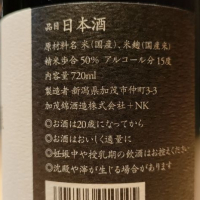 品目 日本酒
原材料名 米(国産)、米麹(国産米)
精米歩合 50% アルコール分 15度
内容量 720ml
製造者 新潟県加茂市仲町3-3
加茂錦酒造株式会社+NK
◎お酒は20歳になってから
◎お酒はおいしく適量に
◎妊娠中や授乳期の飲酒はお控えください
◎沈殿や滓が生じる場合があります